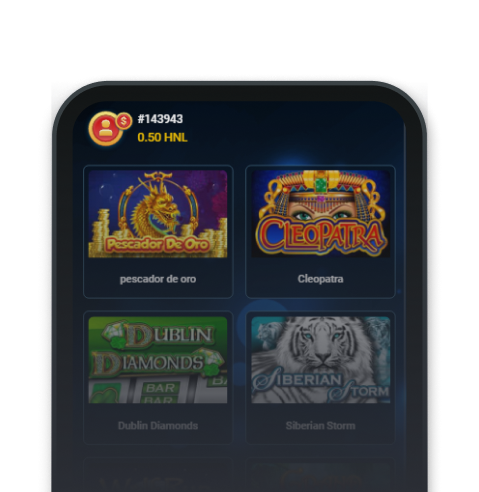 #143943
$
0.50 HNL
Pescador De Oro
CLEOPATRA
pescador de oro
Cleopatra
DUBLIN
DIAMONDS
BAR
BAR
SIBERIAN STORM
Dublin Diamonds
Siberian Storm